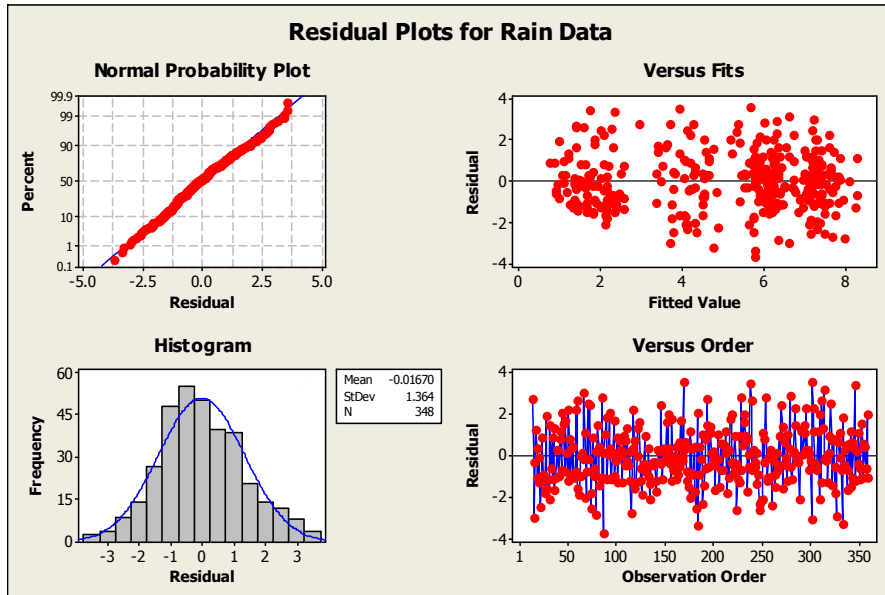 Residual Plots for Rain Data
Normal Probability Plot
99.9
99
90
50
10
1
0.1
Percent
-5.0 -2.5 0.0 2.5 5.0
Residual
Versus Fits
4
2
0
-2
-4
Residual
0 2 4 6 8
Fitted Value
Histogram
60
45
30
15
0
Frequency
-3 -2 -1 0 1 2 3
Residual
Mean -0.01670
StDev 1.364
N 348
Versus Order
4
2
0
-2
-4
Residual
1 50 100 150 200 250 300 350
Observation Order